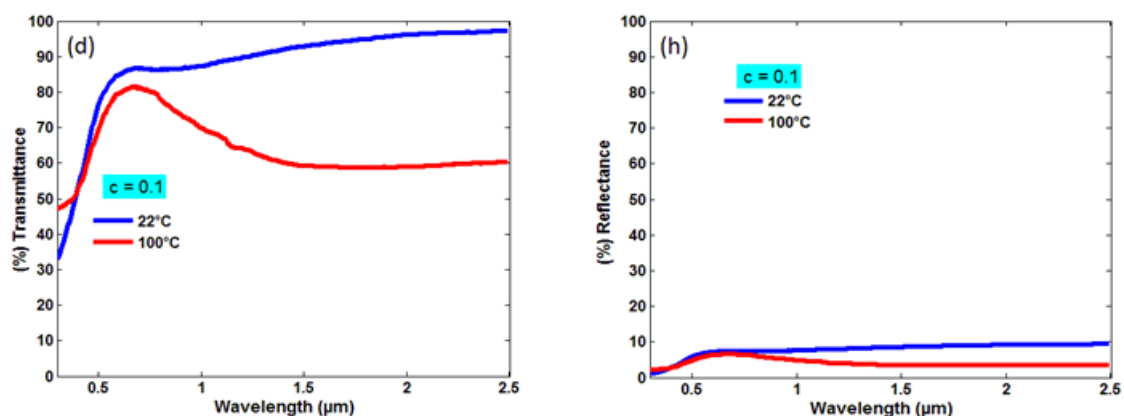 100
90
80
70
60
50
40
30
20
10
0
(%) Transmittance
(d)
c = 0.1
22°C
100°C
0.5 1 1.5 2 2.5
Wavelength (µm)
100
90
80
70
60
50
40
30
20
10
0
(%) Reflectance
(h)
c = 0.1
22°C
100°C
0.5 1 1.5 2 2.5
Wavelength (µm)